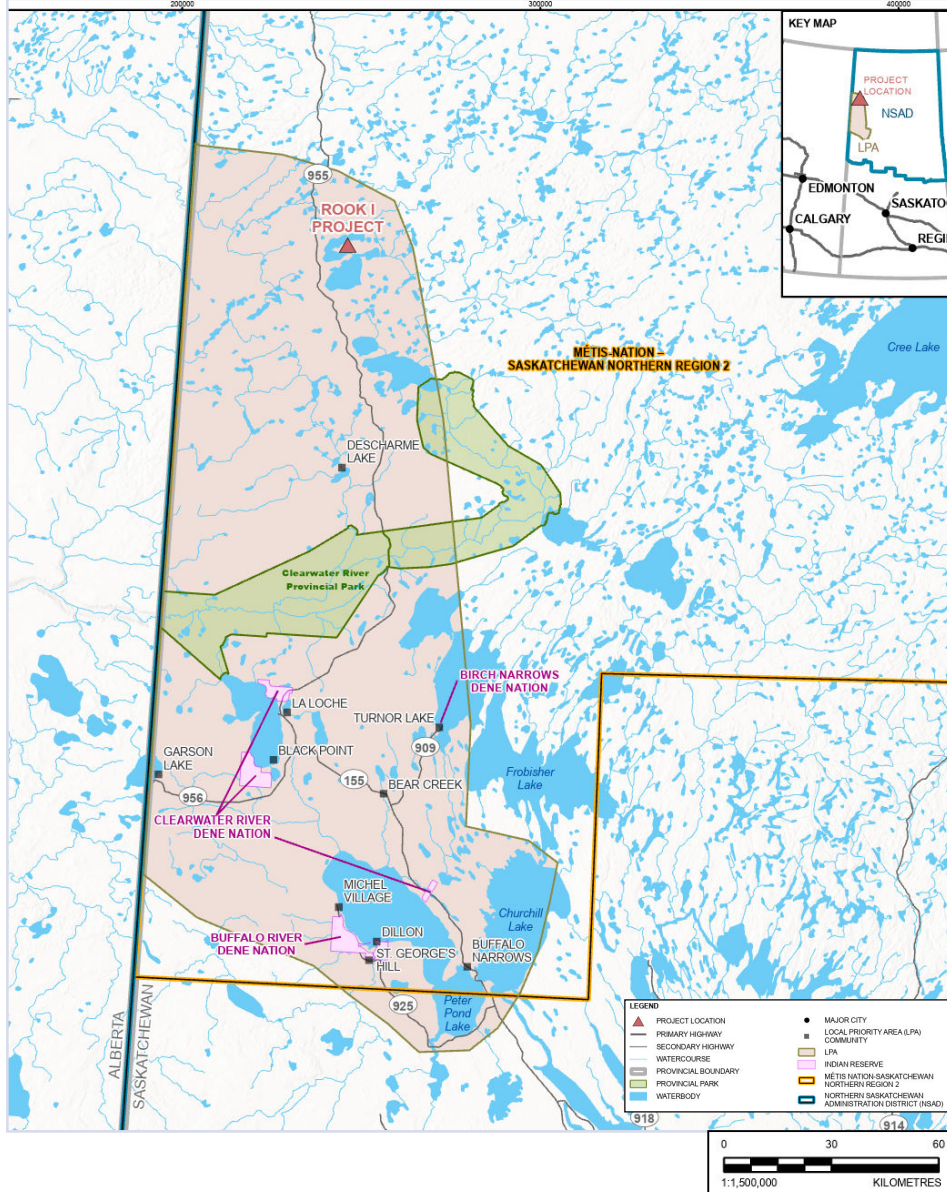 200000
300000
400000
KEY MAP
PROJECT
LOCATION
NSAD
LPA
EDMONTON
SASKATO
CALGARY
REGI
955
ROOK I
PROJECT
Cree Lake
MÉTIS-NATION –
SASKATCHEWAN NORTHERN REGION 2
DESCHARME
LAKE
Clearwater River
Provincial Park
BIRCH NARROWS
DENE NATION
LA LOCHE
TURNOR LAKE
909
BLACK POINT
GARSON
LAKE
155
BEAR CREEK
Frobisher
Lake
956
CLEARWATER RIVER
DENE NATION
MICHEL
VILLAGE
Churchill
Lake
BUFFALO RIVER
DENE NATION
DILLON
ST. GEORGE'S
HILL
BUFFALO
NARROWS
925
Peter
Pond
Lake
ALBERTA
SASKATCHEWAN
LEGEND
PROJECT LOCATION
PRIMARY HIGHWAY
SECONDARY HIGHWAY
WATERCOURSE
PROVINCIAL BOUNDARY
PROVINCIAL PARK
WATERBODY
MAJOR CITY
LOCAL PRIORITY AREA (LPA)
COMMUNITY
LPA
INDIAN RESERVE
MÉTIS NATION-SASKATCHEWAN
NORTHERN REGION 2
NORTHERN SASKATCHEWAN
ADMINISTRATION DISTRICT (NSAD)
918
914
0 30 60
1:1,500,000 KILOMETRES